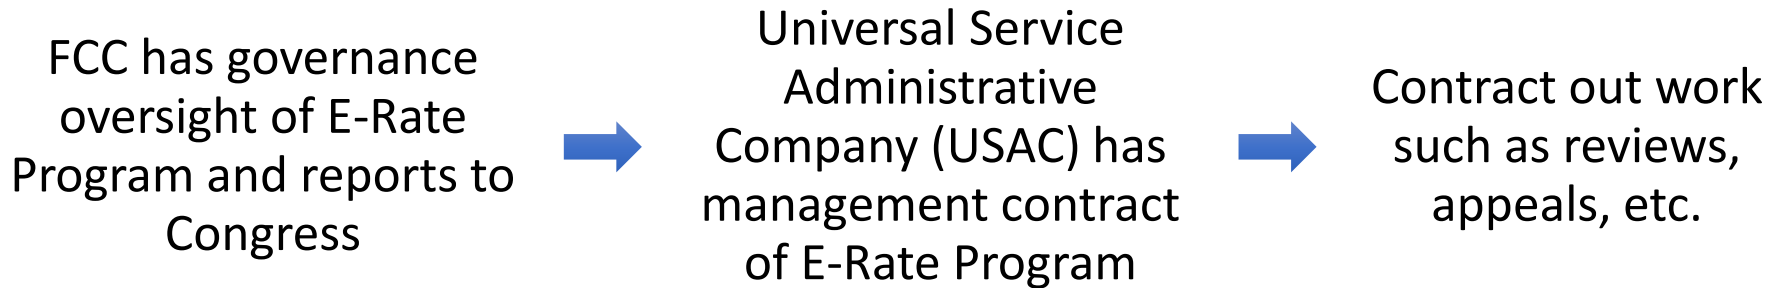 FCC has governance
oversight of E-Rate
Program and reports to
Congress
Universal Service
Administrative
Company (USAC) has
management contract
of E-Rate Program
Contract out work
such as reviews,
appeals, etc.